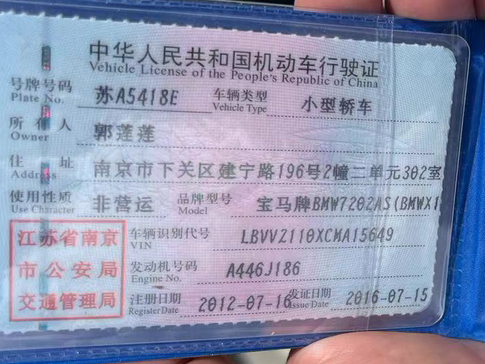 中华人民共和国机动车行驶证
Vehicle License of the People's Republic of China
号牌号码 苏A5418E 车辆类型 小型轿车
Plate No. Vehicle Type
所有人 郭莲莲
Owner
住址 南京市下关区建宁路196号2幢二单元302室
Address
使用性质 非营运 品牌型号 宝马牌BMW7202AS(BMWX1
Use Character Model
江苏省南京 车辆识别代号 LBVVZ110XCMA15649
VIN
市公安局 发动机号码 A446J186
Engine No.
交通管理局 注册日期 2012-07-16 发证日期 2016-07-15
Register Date Issue Date